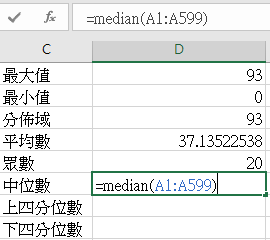 =median(A1:A599)
C D
最大值 93
最小值 0
分佈域 93
平均數 37.13522538
眾數 20
中位數 =median(A1:A599)
上四分位數
下四分位數